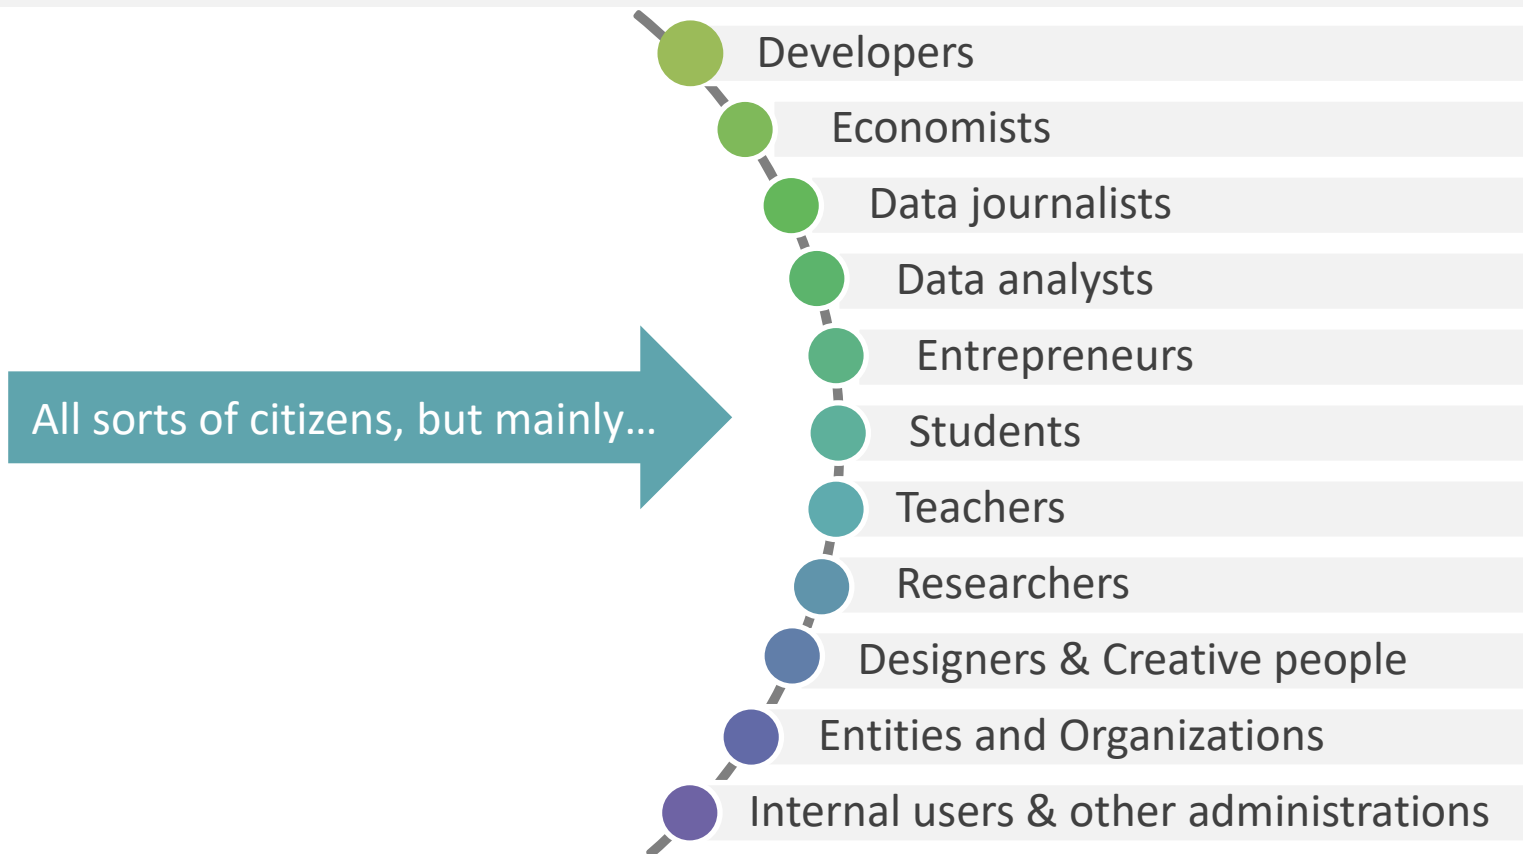 Developers
Economists
Data journalists
Data analysts
Entrepreneurs
All sorts of citizens, but mainly…
Students
Teachers
Researchers
Designers & Creative people
Entities and Organizations
Internal users & other administrations